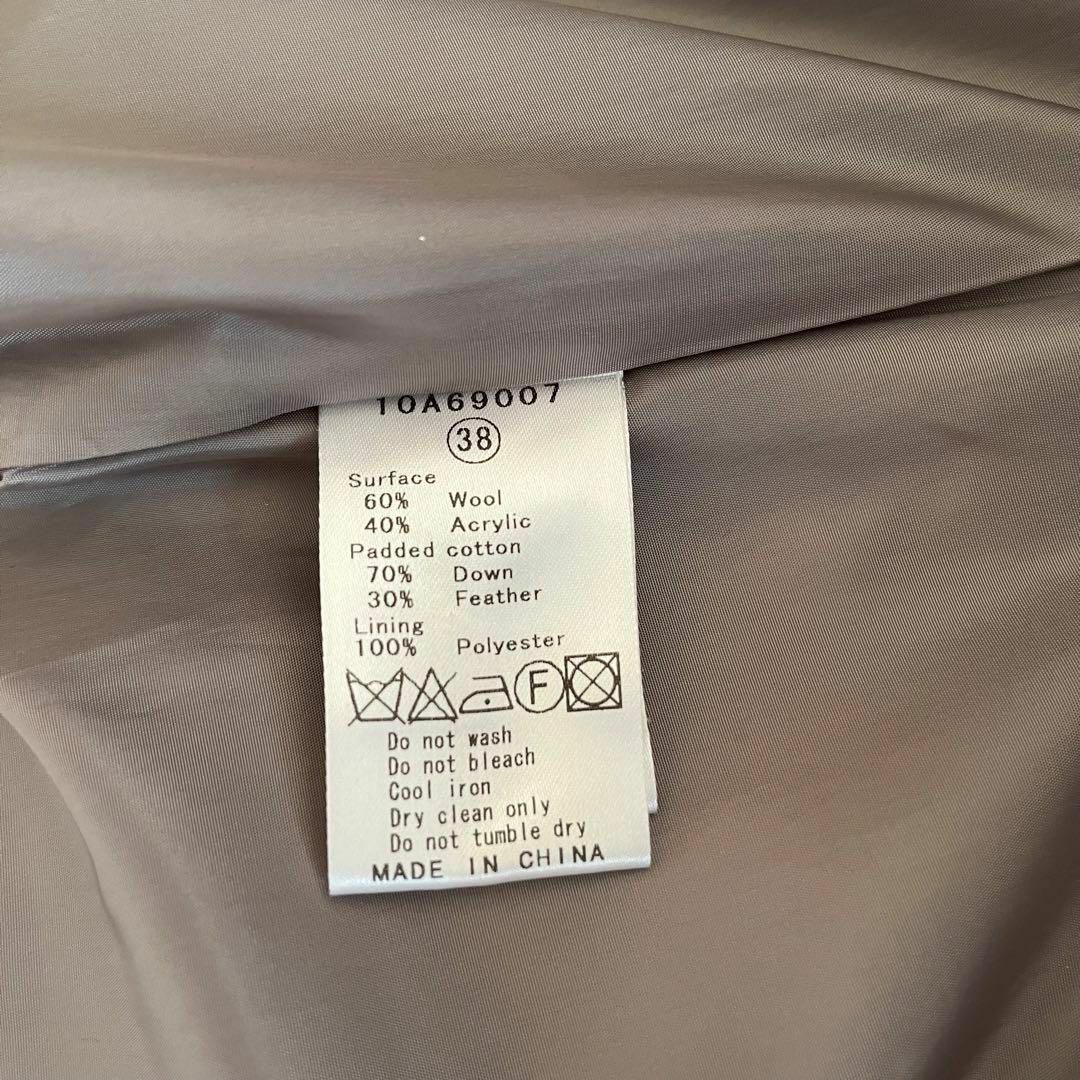 10A69007
38
Surface
60% Wool
40% Acrylic
Padded cotton
70% Down
30% Feather
Lining
100% Polyester
F
Do not wash
Do not bleach
Cool iron
Dry clean only
Do not tumble dry
MADE IN CHINA